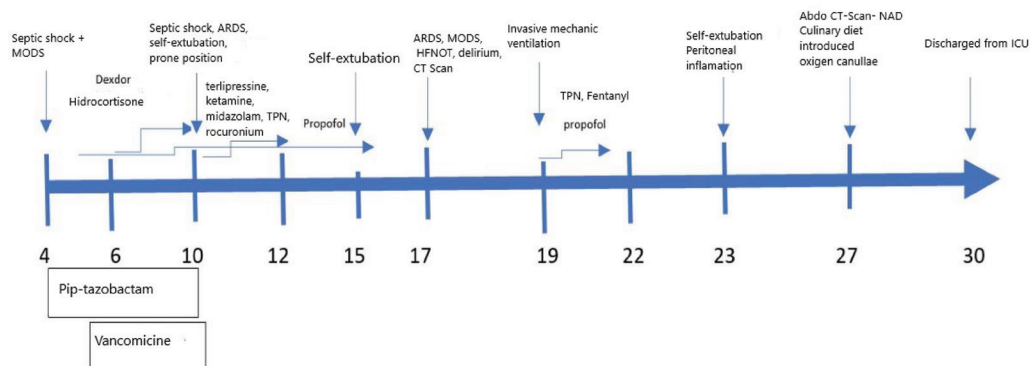 Septic shock +
MODS
Septic shock, ARDS,
self-extubation,
prone position
Dexdor
Hidrocortisone
terlipressine,
ketamine,
midazolam, TPN,
rocuronium
Self-extubation
Propofol
ARDS, MODS,
HFNOT, delirium,
CT Scan
Invasive mechanic
ventilation
TPN, Fentanyl
propofol
Self-extubation
Peritoneal
inflamation
Abdo CT-Scan- NAD
Culinary diet
introduced
oxigen canullae
Discharged from ICU
4 6 10 12 15 17 19 22 23 27 30
Pip-tazobactam
Vancomicine